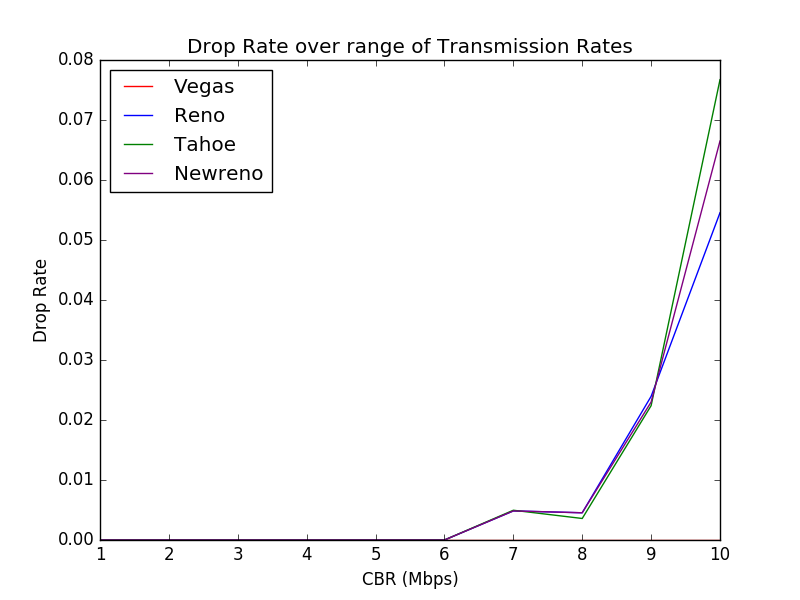 Drop Rate over range of Transmission Rates
0.08
0.07
0.06
0.05
0.04
0.03
0.02
0.01
0.00
Drop Rate
Vegas
Reno
Tahoe
Newreno
1 2 3 4 5 6 7 8 9 10
CBR (Mbps)